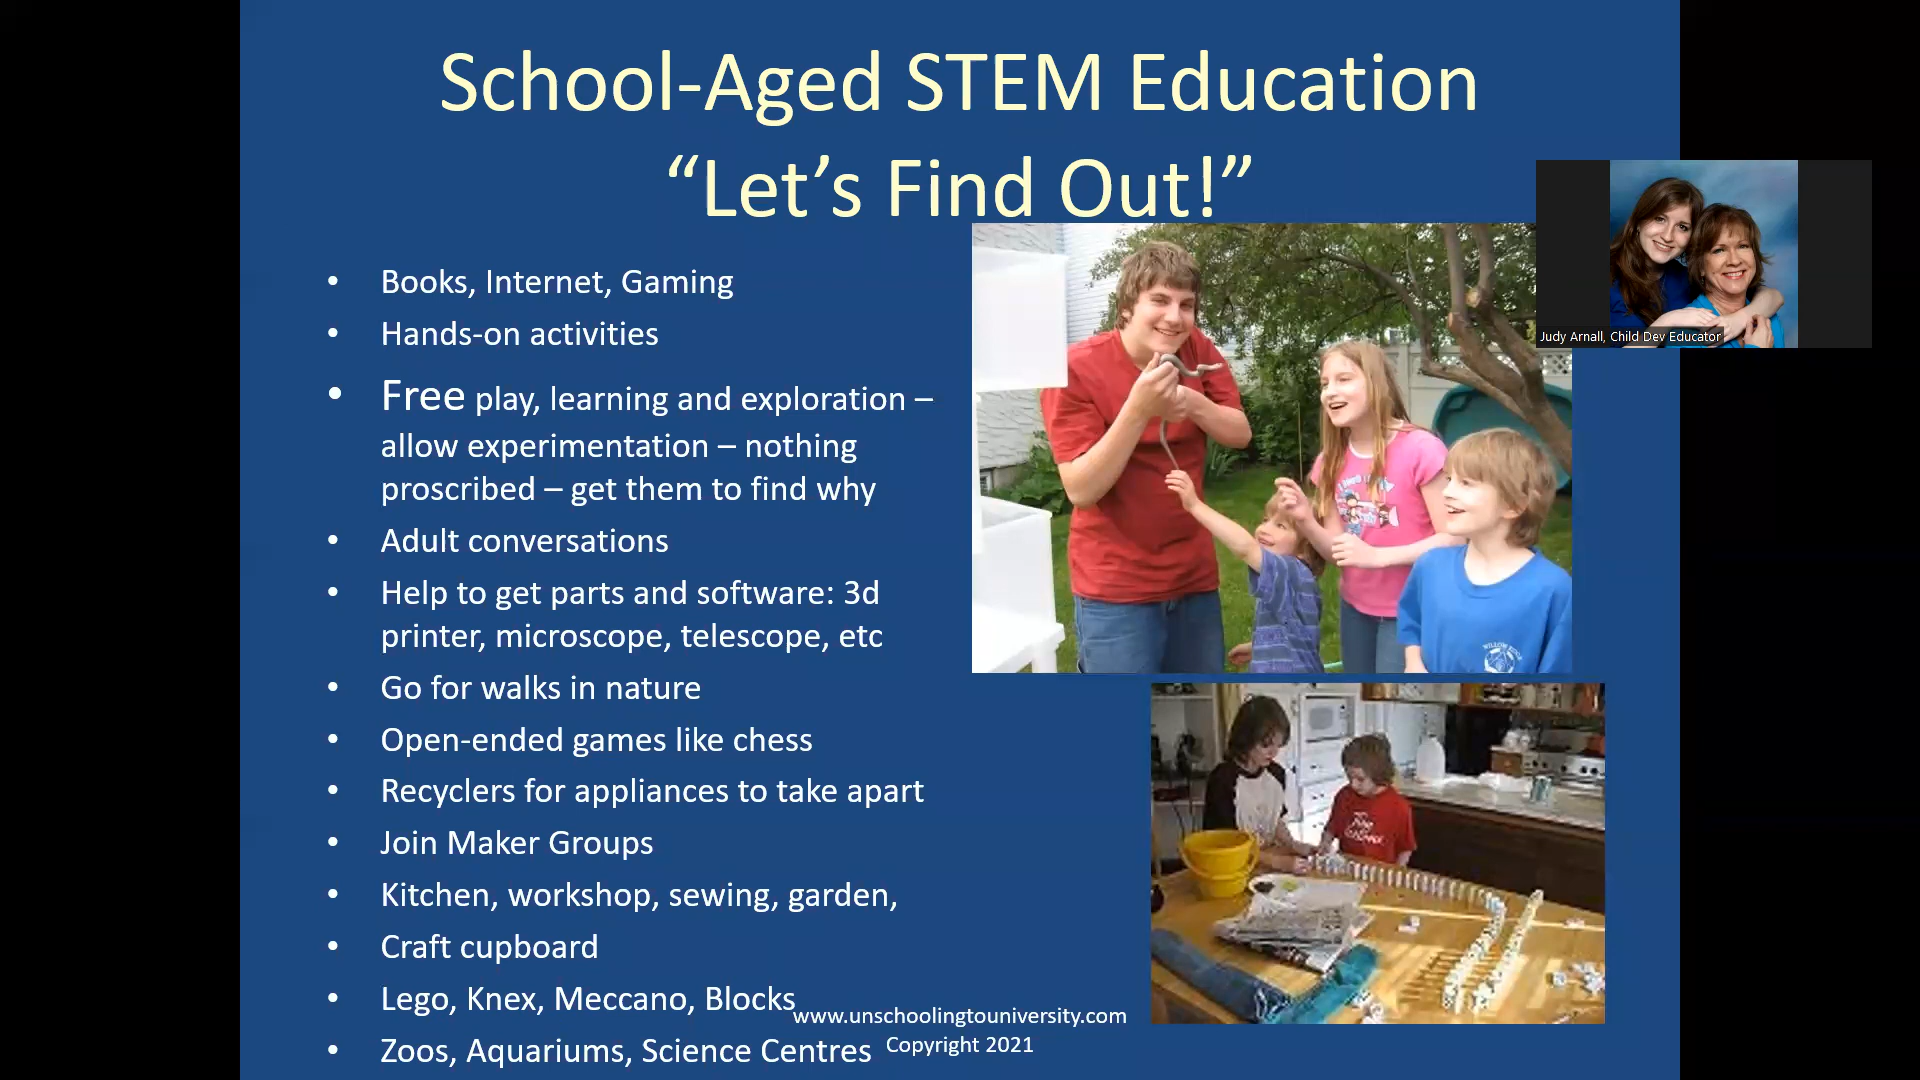 School-Aged STEM Education
“Let’s Find Out!”
Judy Arnall, Child Dev Educator
• Books, Internet, Gaming
• Hands-on activities
• Free play, learning and exploration –
allow experimentation – nothing
proscribed – get them to find why
• Adult conversations
• Help to get parts and software: 3d
printer, microscope, telescope, etc
• Go for walks in nature
• Open-ended games like chess
• Recyclers for appliances to take apart
• Join Maker Groups
• Kitchen, workshop, sewing, garden,
• Craft cupboard
• Lego, Knex, Meccano, Blocks
• Zoos, Aquariums, Science Centres
www.unschoolingtouniversity.com
Copyright 2021